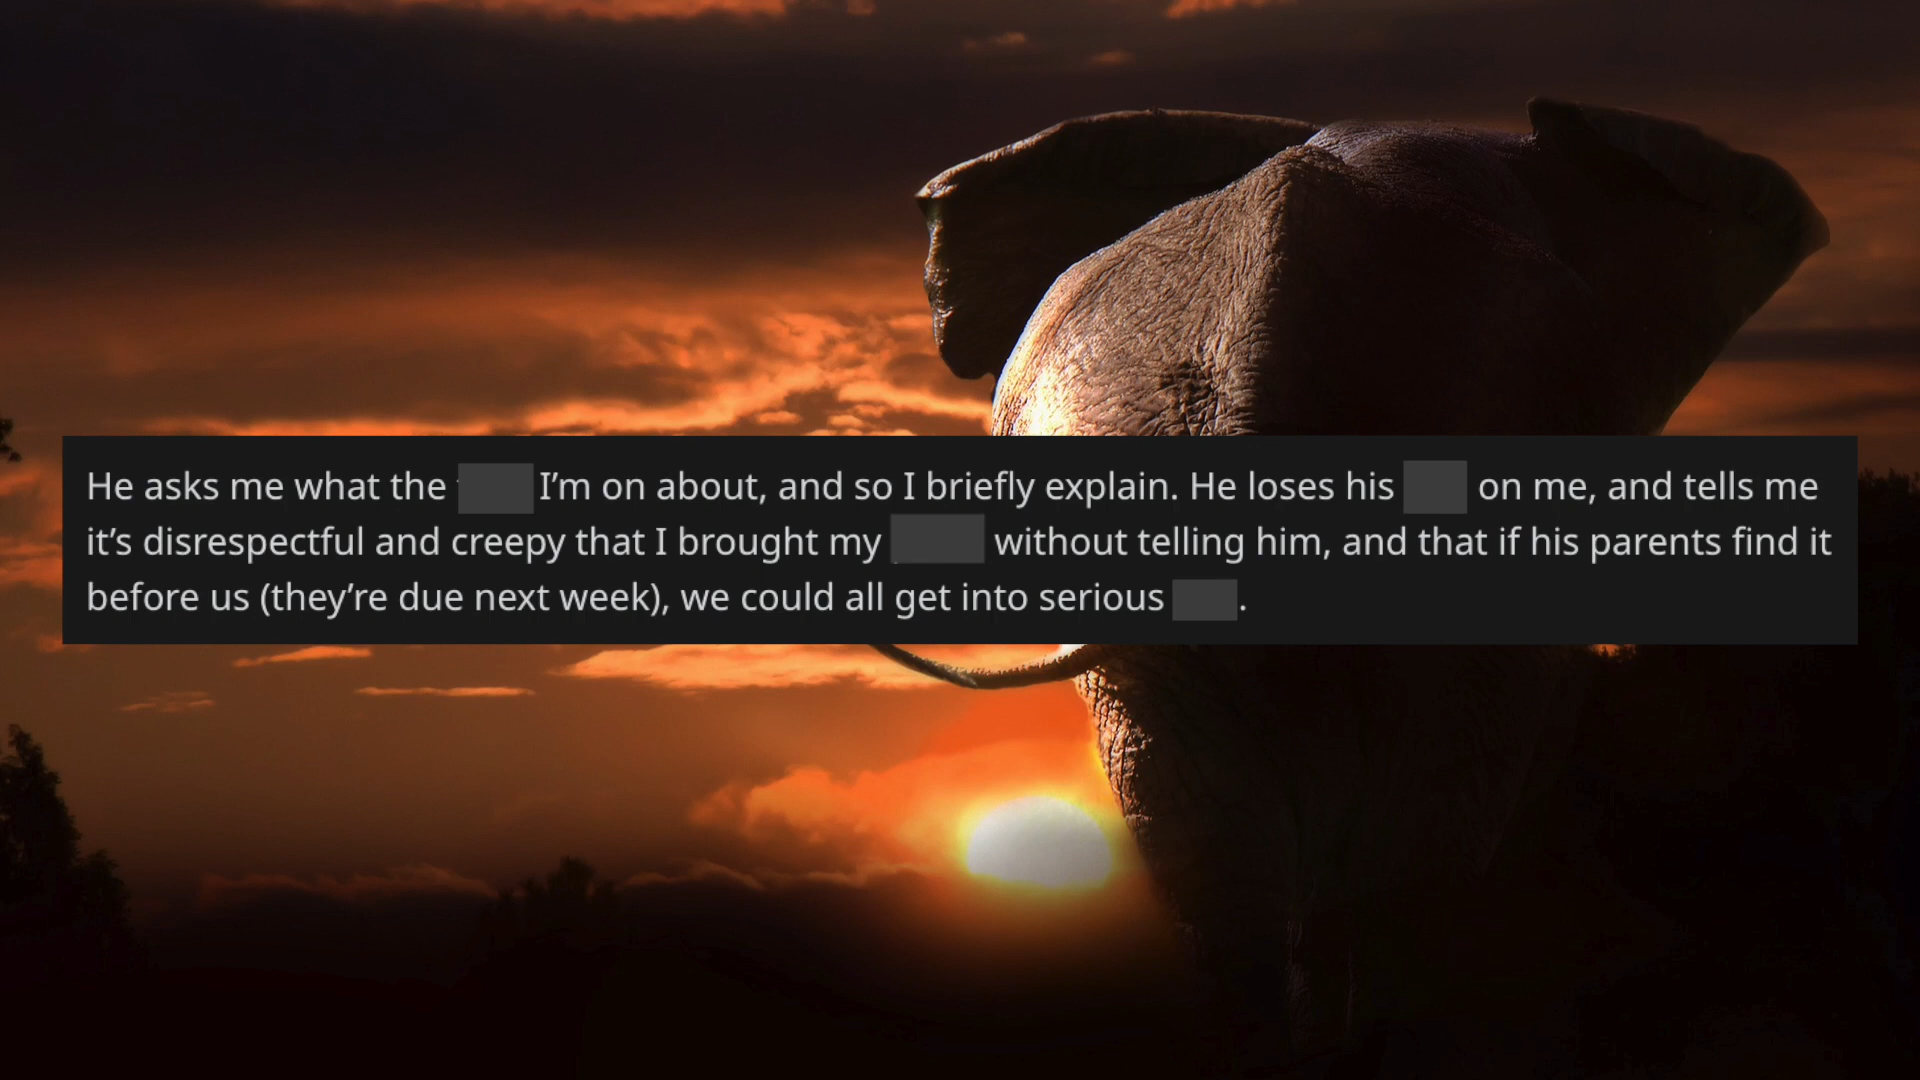 He asks me what the I’m on about, and so I briefly explain. He loses his on me, and tells me
it’s disrespectful and creepy that I brought my without telling him, and that if his parents find it
before us (they’re due next week), we could all get into serious .